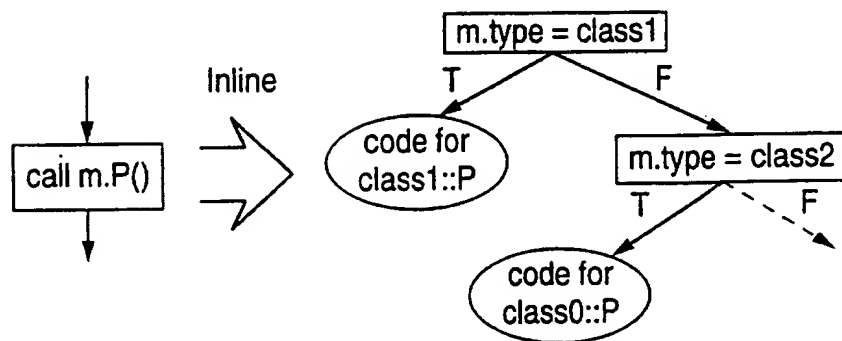 m.type = class1
T
F
Inline
code for
class1::P
call m.P()
m.type = class2
T
F
code for
class0::P